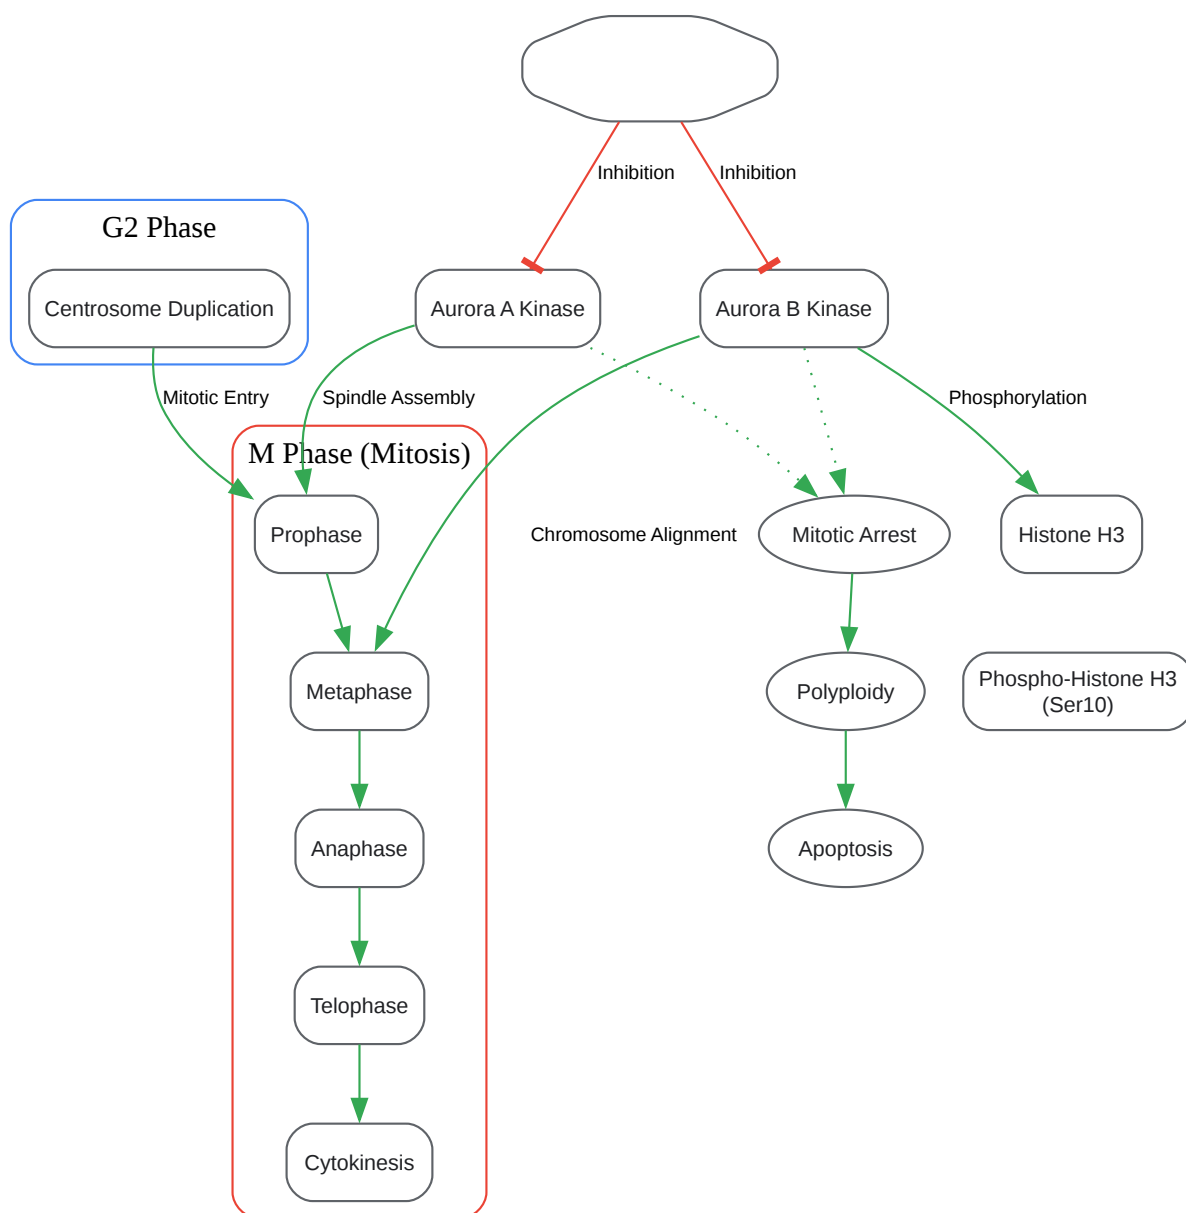 Inhibition
Inhibition
G2 Phase
Centrosome Duplication
Aurora A Kinase
Aurora B Kinase
Mitotic Entry
Spindle Assembly
Phosphorylation
M Phase (Mitosis)
Prophase
Chromosome Alignment
Mitotic Arrest
Histone H3
Metaphase
Polyploidy
Phospho-Histone H3
(Ser10)
Anaphase
Apoptosis
Telophase
Cytokinesis